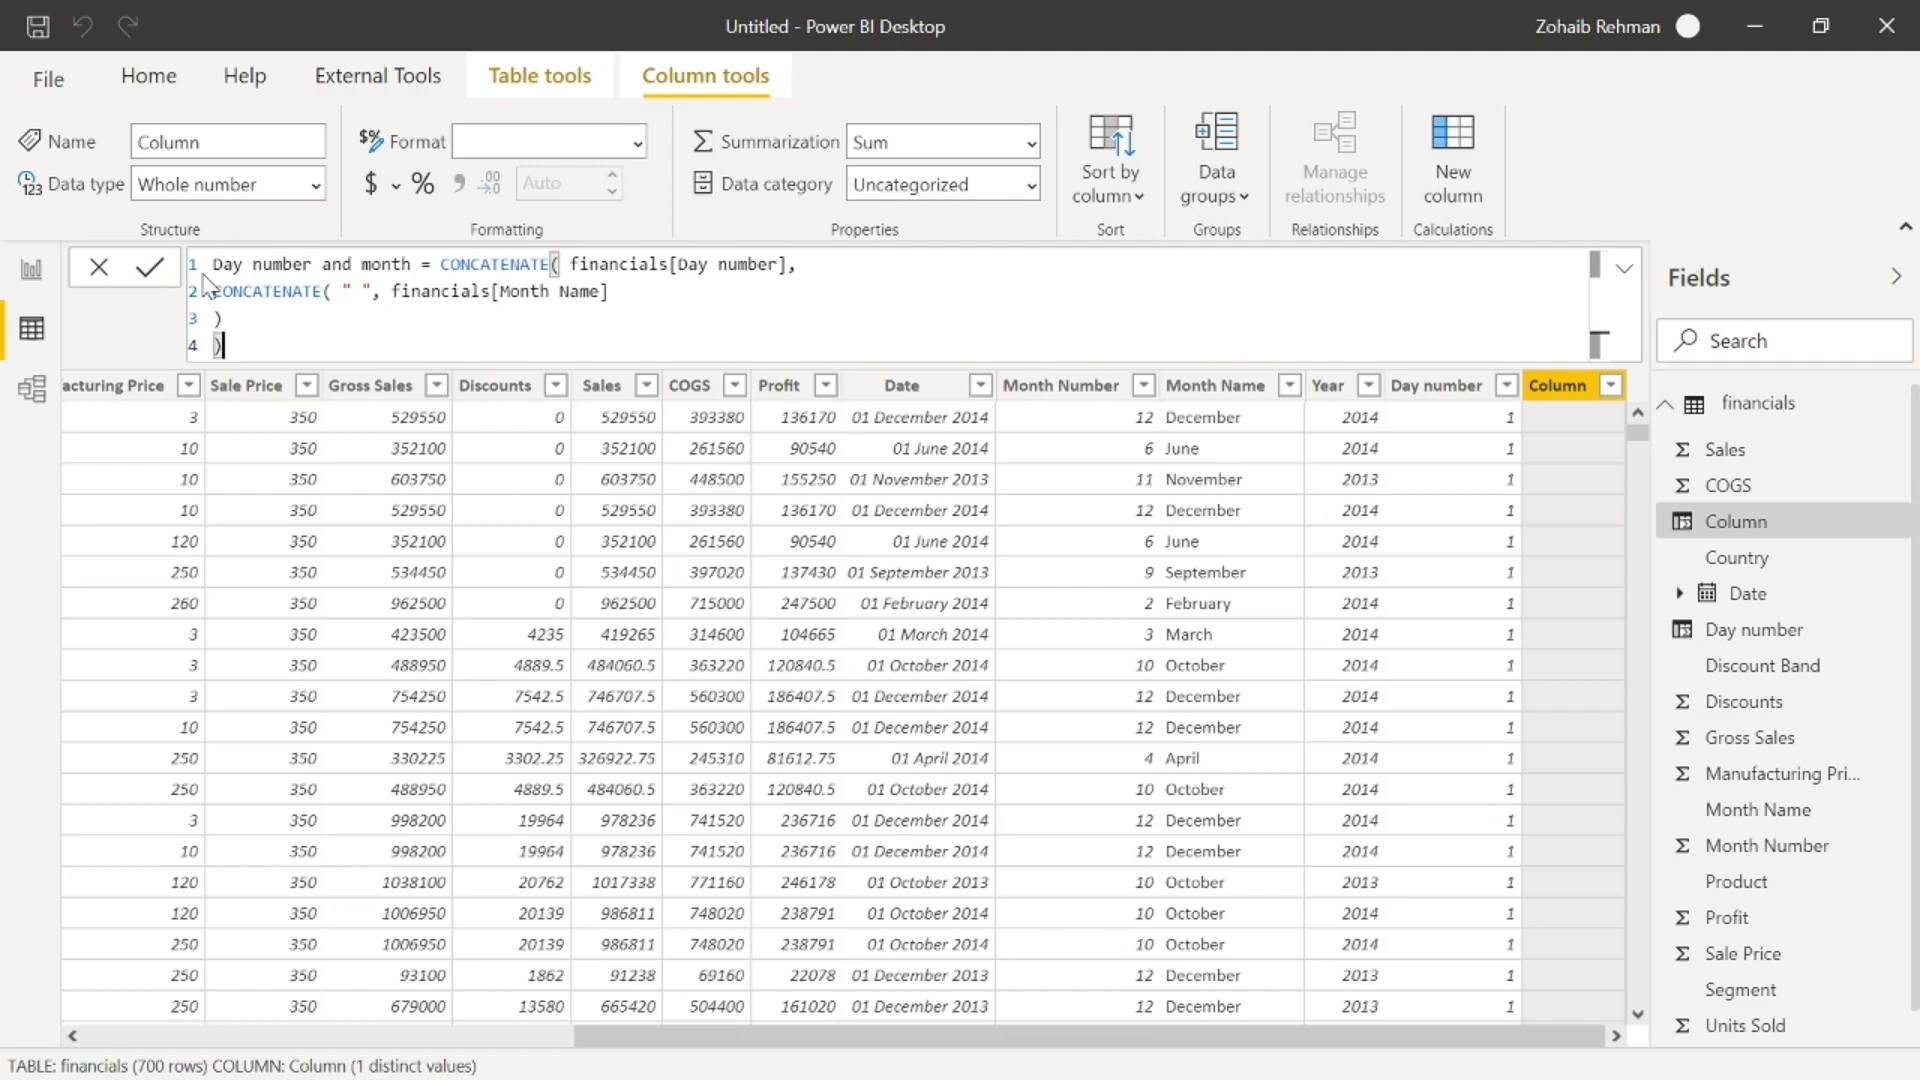 Untitled - Power BI Desktop
Zohaib Rehman
File
Home
Help
External Tools
Table tools
Column tools
Name
Column
Data type
Whole number
Structure
Format
$
%
Auto
Formatting
Summarization
Sum
Data category
Uncategorized
Properties
Sort by
column
Sort
Data
groups
Groups
Manage
relationships
Relationships
New
column
Calculations
1 Day number and month = CONCATENATE( financials[Day number],
2 CONCATENATE( " ", financials[Month Name]
3 )
4 )
acturing Price Sale Price Gross Sales Discounts Sales COGS Profit Date Month Number Month Name Year Day number Column
3 350 529550 0 529550 393380 136170 01 December 2014 12 December 2014 1
10 350 352100 0 352100 261560 90540 01 June 2014 6 June 2014 1
10 350 603750 0 603750 448500 155250 01 November 2013 11 November 2013 1
10 350 529550 0 529550 393380 136170 01 December 2014 12 December 2014 1
120 350 352100 0 352100 261560 90540 01 June 2014 6 June 2014 1
250 350 534450 0 534450 397020 137430 01 September 2013 9 September 2013 1
260 350 962500 0 962500 715000 247500 01 February 2014 2 February 2014 1
3 350 423500 4235 419265 314600 104665 01 March 2014 3 March 2014 1
3 350 488950 4889.5 484060.5 363220 120840.5 01 October 2014 10 October 2014 1
3 350 754250 7542.5 746707.5 560300 186407.5 01 December 2014 12 December 2014 1
10 350 754250 7542.5 746707.5 560300 186407.5 01 December 2014 12 December 2014 1
250 350 330225 3302.25 326922.75 245310 81612.75 01 April 2014 4 April 2014 1
250 350 488950 4889.5 484060.5 363220 120840.5 01 October 2014 10 October 2014 1
3 350 998200 19964 978236 741520 236716 01 December 2014 12 December 2014 1
10 350 998200 19964 978236 741520 236716 01 December 2014 12 December 2014 1
120 350 1038100 20762 1017338 771160 246178 01 October 2013 10 October 2013 1
120 350 1006950 20139 986811 748020 238791 01 October 2014 10 October 2014 1
250 350 1006950 20139 986811 748020 238791 01 October 2014 10 October 2014 1
250 350 93100 1862 91238 69160 22078 01 December 2013 12 December 2013 1
250 350 679000 13580 665420 504400 161020 01 December 2013 12 December 2013 1
Fields
Search
financials
Sales
COGS
Column
Country
Date
Day number
Discount Band
Discounts
Gross Sales
Manufacturing Pri...
Month Name
Month Number
Product
Profit
Sale Price
Segment
Units Sold
TABLE: financials (700 rows) COLUMN: Column (1 distinct values)